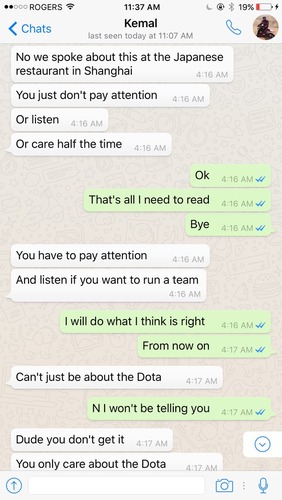 ROGERS 11:37 AM 19%
Chats Kemal
last seen today at 11:07 AM
No we spoke about this at the Japanese
restaurant in Shanghai 4:16 AM
You just don't pay attention 4:16 AM
Or listen 4:16 AM
Or care half the time 4:16 AM
Ok 4:16 AM
That's all I need to read 4:16 AM
Bye 4:16 AM
You have to pay attention 4:16 AM
And listen if you want to run a team
4:16 AM
I will do what I think is right 4:16 AM
From now on 4:17 AM
Can't just be about the Dota 4:17 AM
N I won't be telling you 4:17 AM
Dude you don't get it 4:17 AM
You only care about the Dota 4:17 AM